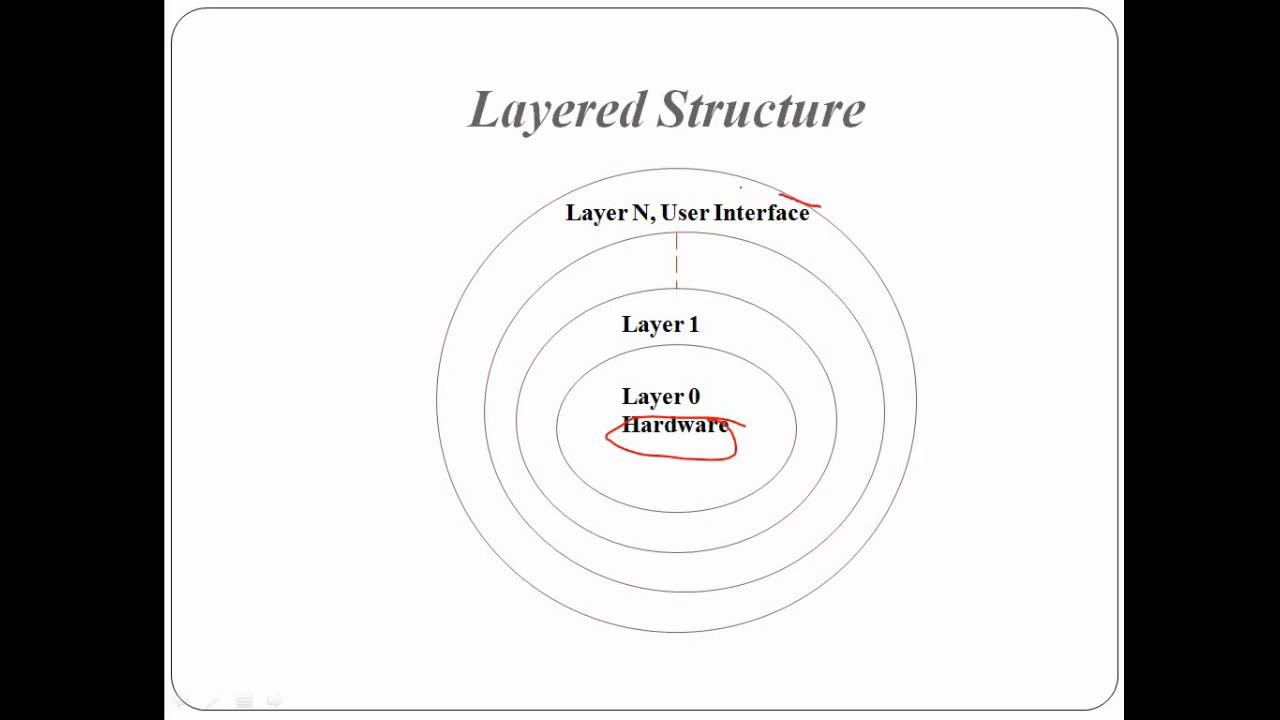 Layered Structure
Layer N, User Interface
Layer 1
Layer 0
Hardware